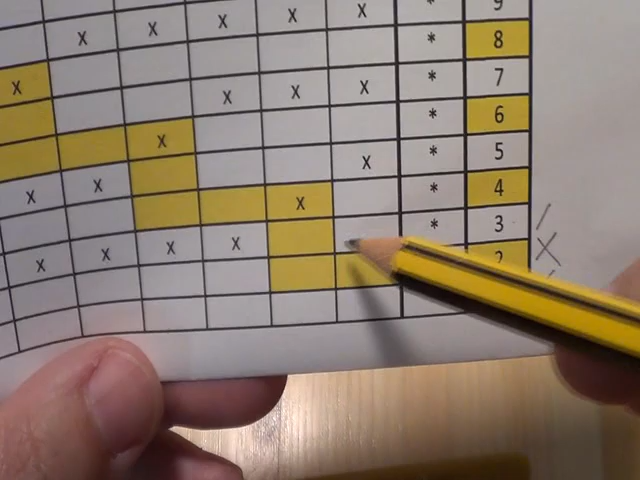 x x x x x * 9
x * 8
x x x * 7
x * 6
x x x * 5
x * 4
x x x x * 3 /
2 X